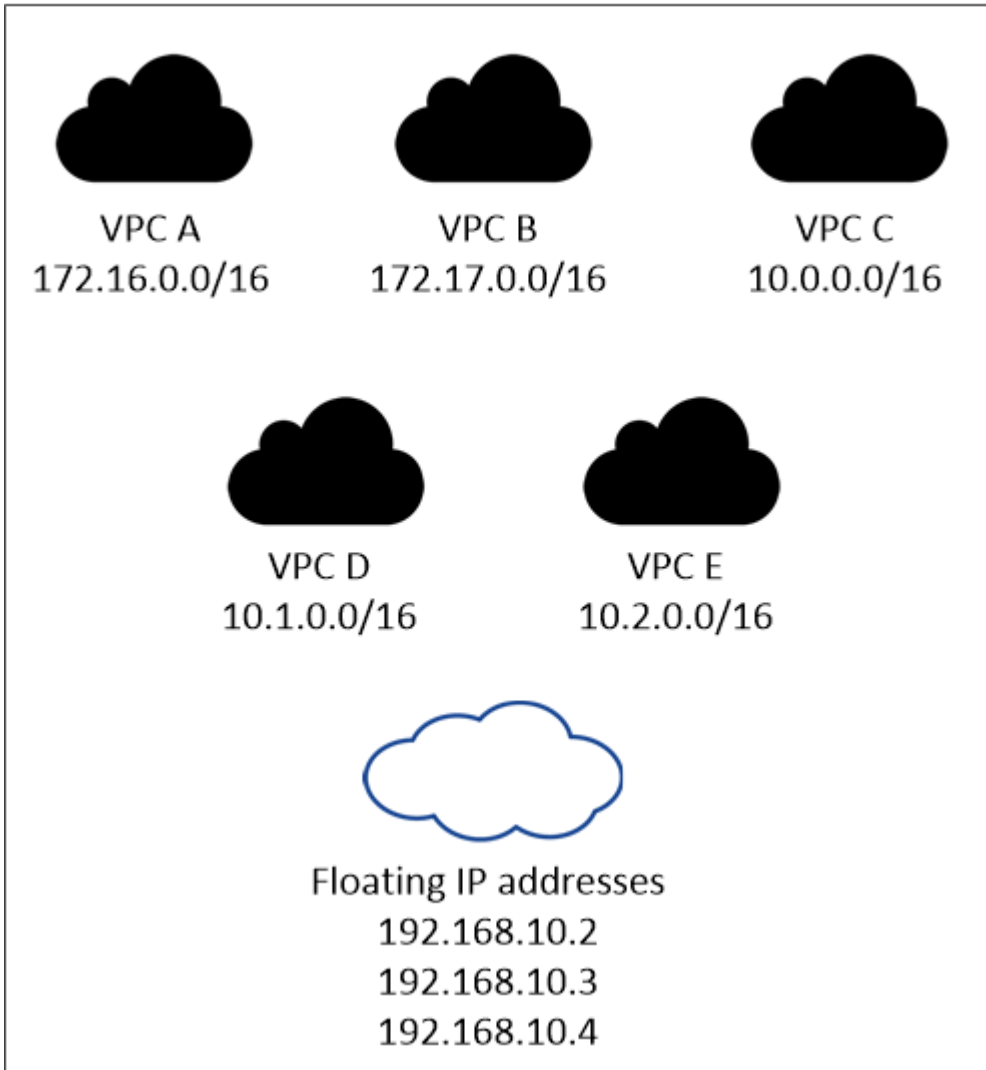 VPC A
172.16.0.0/16
VPC B
172.17.0.0/16
VPC C
10.0.0.0/16
VPC D
10.1.0.0/16
VPC E
10.2.0.0/16
Floating IP addresses
192.168.10.2
192.168.10.3
192.168.10.4